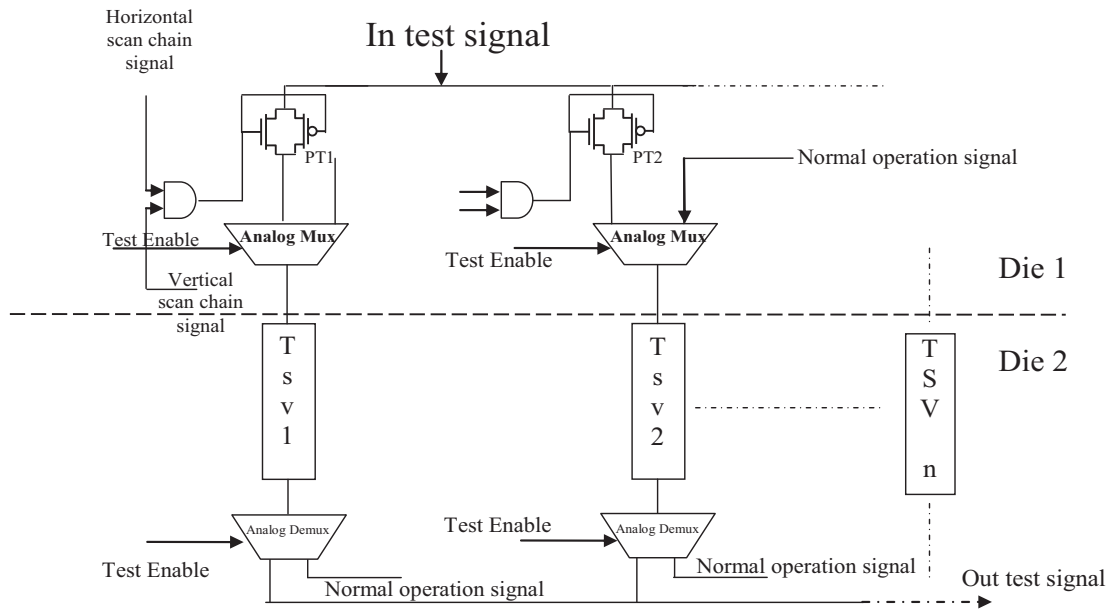 Horizontal
scan chain
signal
In test signal
PT1
PT2
Normal operation signal
Analog Mux
Analog Mux
Test Enable
Test Enable
Vertical
scan chain
signal
Die 1
Die 2
T
s
v
1
T
s
v
2
T
S
V
n
Analog Demux
Analog Demux
Test Enable
Test Enable
Normal operation signal
Normal operation signal
Out test signal